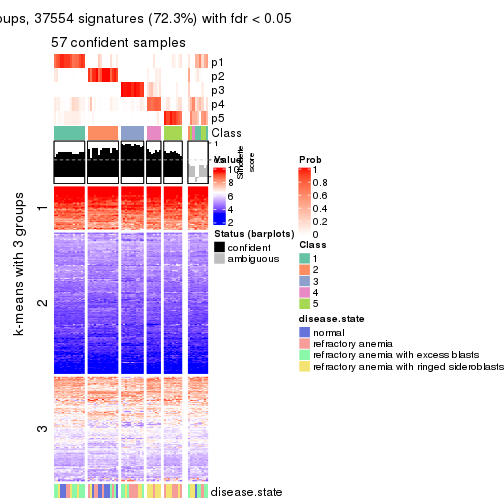 oups, 37554 signatures (72.3%) with fdr < 0.05
57 confident samples
p1
p2
p3
p4
p5
Class
1
Silhouette
score
Value
10
8
6
4
2
Status (barplots)
confident
ambiguous
Prob
1
0.8
0.6
0.4
0.2
0
Class
1
2
3
4
5
disease.state
normal
refractory anemia
refractory anemia with excess blasts
refractory anemia with ringed sideroblasts
k-means with 3 groups
1
2
3
disease.state